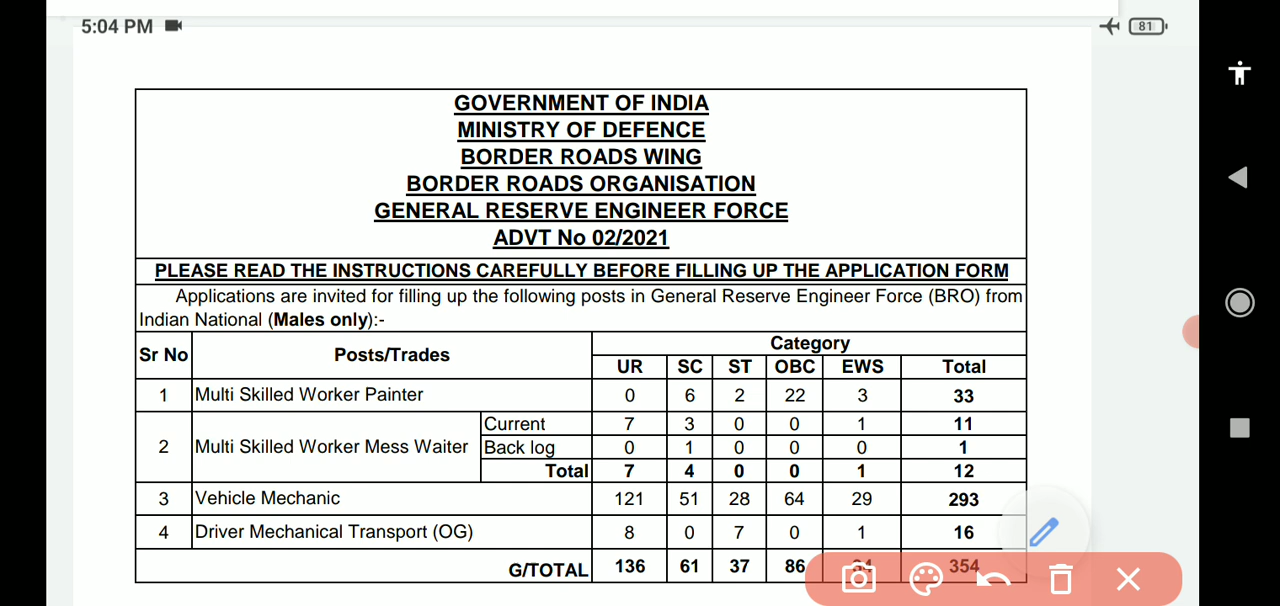 5:04 PM
81
GOVERNMENT OF INDIA
MINISTRY OF DEFENCE
BORDER ROADS WING
BORDER ROADS ORGANISATION
GENERAL RESERVE ENGINEER FORCE
ADVT No 02/2021
PLEASE READ THE INSTRUCTIONS CAREFULLY BEFORE FILLING UP THE APPLICATION FORM
Applications are invited for filling up the following posts in General Reserve Engineer Force (BRO) from
Indian National (Males only):-
Sr No Posts/Trades Category
UR SC ST OBC EWS Total
1 Multi Skilled Worker Painter 0 6 2 22 3 33
2 Multi Skilled Worker Mess Waiter Current 7 3 0 0 1 11
Back log 0 1 0 0 0 1
Total 7 4 0 0 1 12
3 Vehicle Mechanic 121 51 28 64 29 293
4 Driver Mechanical Transport (OG) 8 0 7 0 1 16
G/TOTAL 136 61 37 86 34 354